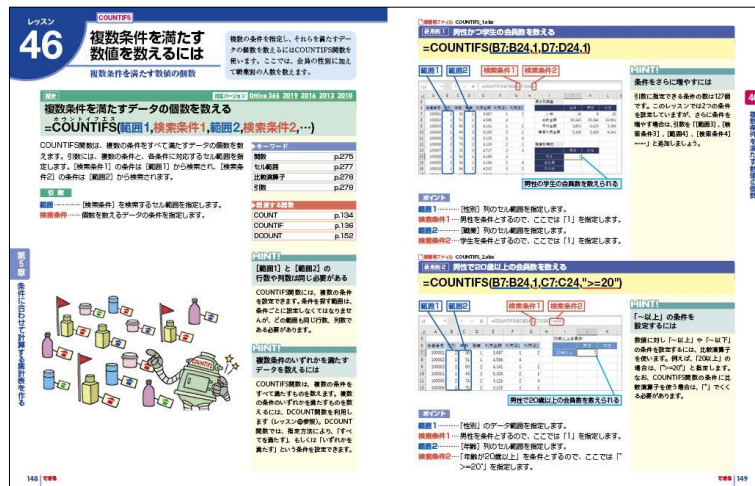 レッスン
46
COUNTIFS
複数条件を満たす
数値を数えるには
複数条件を満たす数値の個数
複数の条件を指定し、それらを満たすデー
タの個数を数えるにはCOUNTIFS関数を
使います。ここでは、会員の性別に加え
て職業別の人数を数えます。
統計
対応バージョン Office 365 2019 2016 2013 2010
複数条件を満たすデータの個数を数える
カウントイフエス
=COUNTIFS(範囲1,検索条件1,範囲2,検索条件2,…)
COUNTIFS関数は、複数の条件をすべて満たすデータの個数を数
えます。引数には、複数の条件と、各条件に対応するセル範囲を指
定します。[検索条件1]の条件は[範囲1]から検索され、[検索条
件2]の条件は[範囲2]から検索されます。
引数
範囲………[検索条件]を検索するセル範囲を指定します。
検索条件…個数を数えるデータの条件を指定します。
▶キーワード
関数 p.275
セル範囲 p.277
比較演算子 p.278
引数 p.278
▶関連する関数
COUNT p.134
COUNTIF p.136
DCOUNT p.152
HINT!
[範囲1]と[範囲2]の
行数や列数は同じ必要がある
COUNTIFS関数には、複数の条件
を設定できます。条件を探す範囲は、
条件ごとに設定しなくてはなりませ
んが、どの範囲も同じ行数、列数で
ある必要があります。
HINT!
複数条件のいずれかを満たす
データを数えるには
COUNTIFS関数は、複数の条件を
すべて満たすものを数えます。複数
の条件のいずれかを満たすものを数
えるには、DCOUNT関数を利用し
ます(レッスン参照)。DCOUNT
関数では、指定方法により、「すべ
てを満たす」、もしくは「いずれかを
満たす」という条件を設定できます。
第5章
条件に合わせて計算する集計表を作る
COUNTIFS
148 できる
練習用ファイル COUNTIFS_1.xlsx
使用例1 男性かつ学生の会員数を数える
=COUNTIFS(B7:B24,1,D7:D24,1)
範囲1 範囲2 検索条件1 検索条件2
男性の学生の会員数を数えられる
ポイント
範囲1………[性別]列のセル範囲を指定します。
検索条件1…男性を条件とするので、ここでは「1」を指定します。
範囲2………[職業]列のセル範囲を指定します。
検索条件2…学生を条件とするので、ここでは「1」を指定します。
HINT!
条件をさらに増やすには
引数に指定できる条件の数は127個
です。このレッスンでは2つの条件を
設定していますが、さらに条件を
増やす場合は、引数を「[範囲3]、[検
索条件3]、[範囲4]、[検索条件4]
……」と追加しましょう。
46
複数条件を満たす数値の個数
練習用ファイル COUNTIFS_2.xlsx
使用例2 男性で20歳以上の会員数を数える
=COUNTIFS(B7:B24,1,C7:C24,">=20")
範囲1 範囲2 検索条件1 検索条件2
男性で20歳以上の会員数を数えられる
ポイント
範囲1………[性別]のデータ範囲を指定します。
検索条件1…男性を条件とするので、ここでは「1」を指定します。
範囲2………[年齢]列のセル範囲を指定します。
検索条件2…「年齢が20歳以上」を条件とするので、ここでは「"
>=20"」を指定します。
HINT!
「~以上」の条件を
設定するには
数値に対し「~以上」や「~以下」
の条件を設定するには、比較演算子
を使います。例えば、「20以上」の
場合は、「">=20"」と指定します。
なお、COUNTIFS関数の条件に比
較演算子を使う場合は、「"」でくく
る必要があります。
できる 149